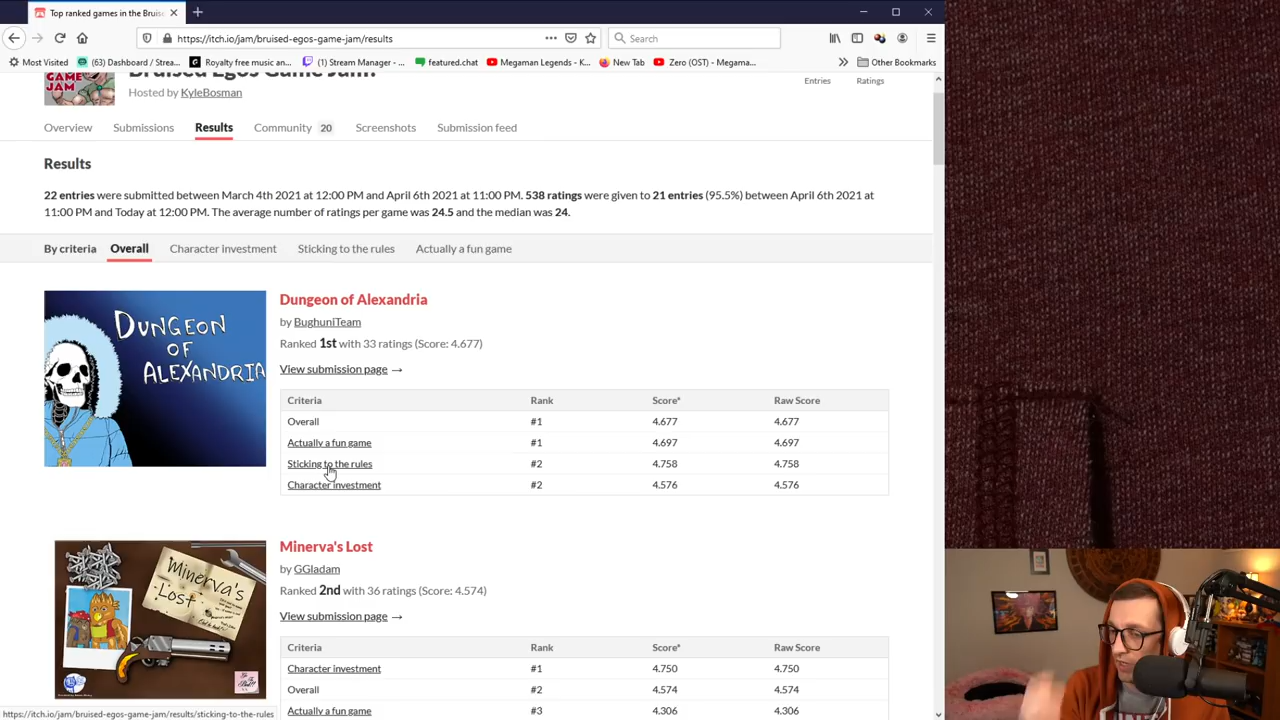 Top ranked games in the Bruise
https://itch.io/jam/bruised-egos-game-jam/results
Search
Most Visited
(63) Dashboard / Strea...
Royalty free music an...
(1) Stream Manager - ...
featured.chat
Megaman Legends - K...
New Tab
Zero (OST) - Megama...
Other Bookmarks
GAME
JAM
Bruised Egos Game Jam!
Hosted by KyleBosman
Entries
Ratings
Overview
Submissions
Results
Community 20
Screenshots
Submission feed
Results
22 entries were submitted between March 4th 2021 at 12:00 PM and April 6th 2021 at 11:00 PM. 538 ratings were given to 21 entries (95.5%) between April 6th 2021 at
11:00 PM and Today at 12:00 PM. The average number of ratings per game was 24.5 and the median was 24.
By criteria Overall Character investment Sticking to the rules Actually a fun game
DUNGEON
OF
ALEXANDRIA
Dungeon of Alexandria
by BughuniTeam
Ranked 1st with 33 ratings (Score: 4.677)
View submission page →
Criteria Rank Score* Raw Score
Overall #1 4.677 4.677
Actually a fun game #1 4.697 4.697
Sticking to the rules #2 4.758 4.758
Character investment #2 4.576 4.576
Minerva's
Lost
Minerva's Lost
by GGladam
Ranked 2nd with 36 ratings (Score: 4.574)
View submission page →
Criteria Rank Score* Raw Score
Character investment #1 4.750 4.750
Overall #2 4.574 4.574
Actually a fun game #3 4.306 4.306
https://itch.io/jam/bruised-egos-game-jam/results/sticking-to-the-rules